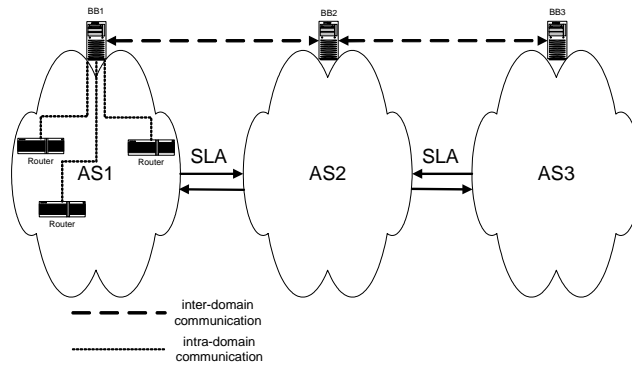 BB1
BB2
BB3
Router
Router
SLA
SLA
AS1
AS2
AS3
Router
inter-domain
communication
intra-domain
communication